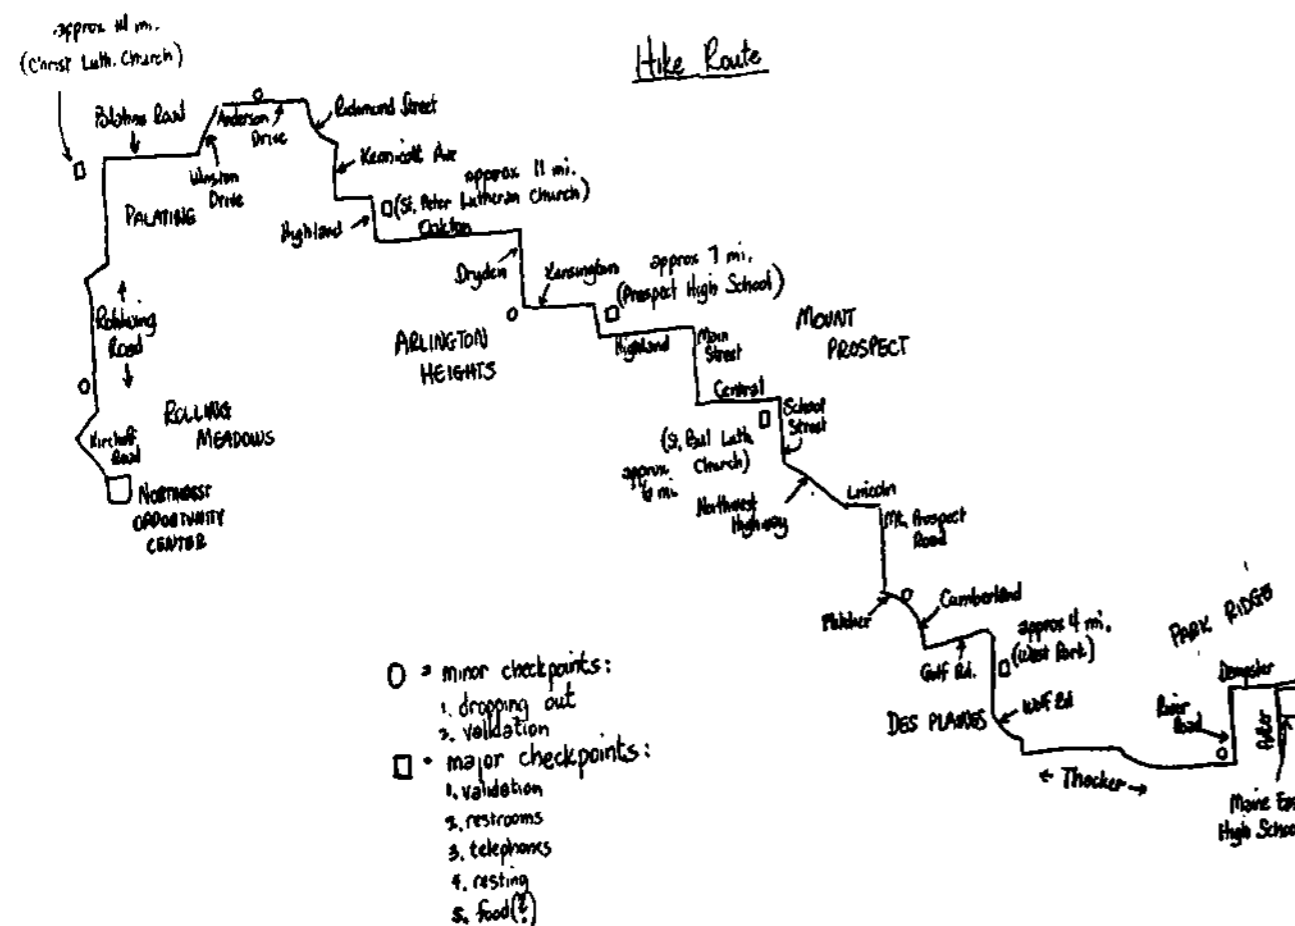 Hike Route
approx 14 mi.
(Christ Luth. Church)
Palatine Road
Winston
Drive
Anderson
Drive
Richmond Street
Kennicott Ave
PALATINE
approx 11 mi.
(St. Peter Lutheran Church)
Highland
Oakton
Dryden
Kensington
approx 7 mi.
(Prospect High School)
Rohlwing
Road
ARLINGTON
HEIGHTS
Highland
Main
Street
MOUNT
PROSPECT
Central
School
Street
ROLLING
MEADOWS
Kirchoff
Road
(St. Paul Luth.
Church)
approx
6 mi.
Northwest
Highway
Lincoln
Mt. Prospect
Road
NORTHWEST
OPPORTUNITY
CENTER
Cumberland
Golf Rd.
approx 4 mi.
(West Park)
PARK RIDGE
Dempster
DES PLAINES
Wolf Rd
River
Road
Potter
← Thacker →
Maine Eas
High School
= minor checkpoints:
1. dropping out
2. validation
= major checkpoints:
1. validation
2. restrooms
3. telephones
4. resting
5. food(?)